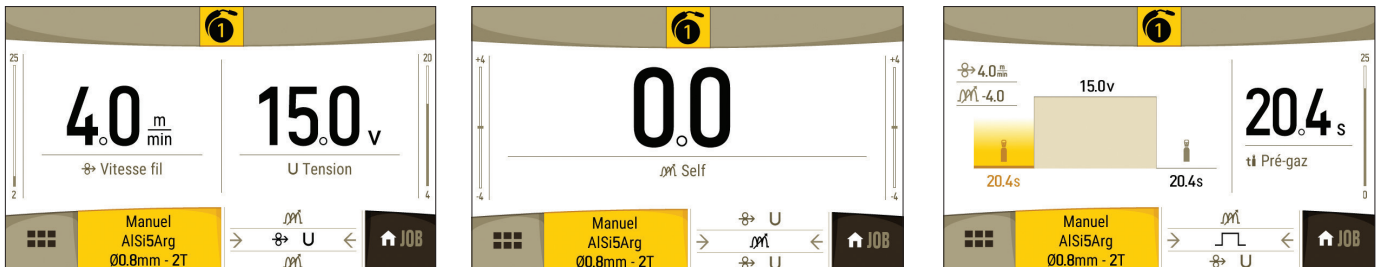 1
25
20
4.0 m/min
15.0 v
Vitesse fil
U Tension
2
4
Manuel
AlSi5Arg
Ø0.8mm - 2T
U
JOB
1
+4
+4
0.0
Self
-4
-4
Manuel
AlSi5Arg
Ø0.8mm - 2T
U
U
JOB
1
4.0 m/min
-4.0
15.0v
25
20.4 s
Pré-gaz
20.4s
20.4s
0
Manuel
AlSi5Arg
Ø0.8mm - 2T
U
JOB